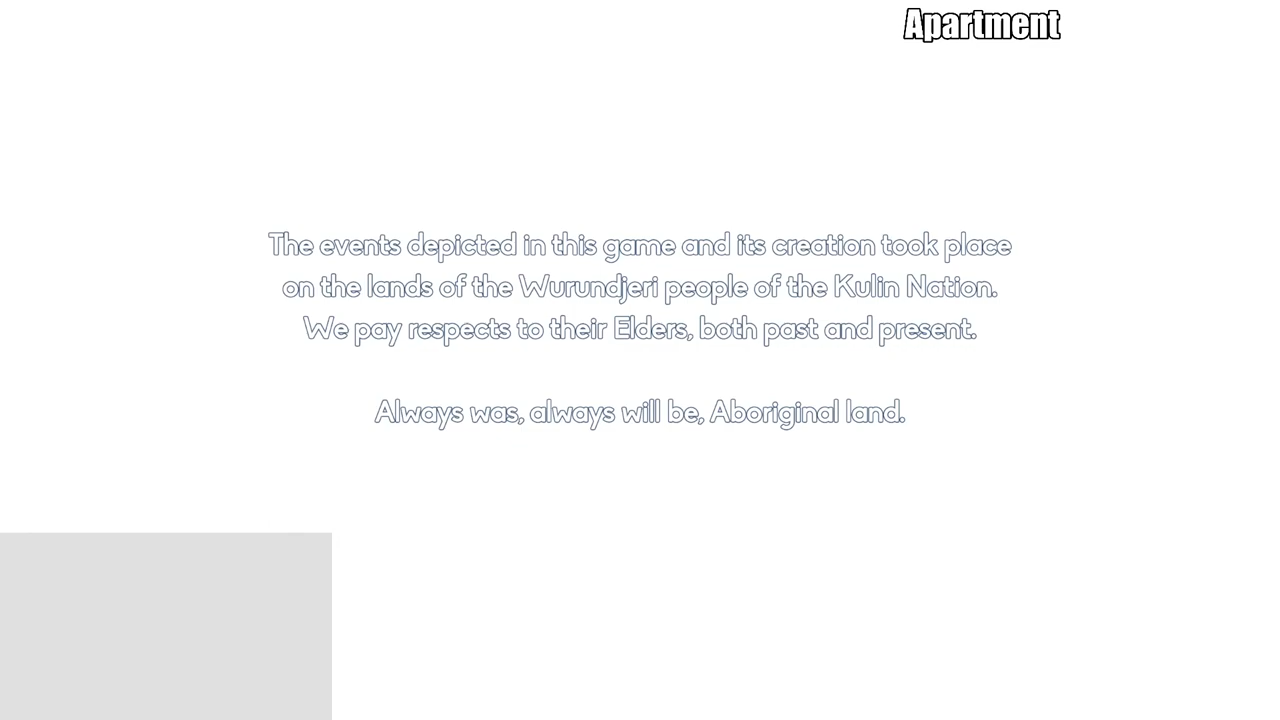 Apartment
The events depicted in this game and its creation took place
on the lands of the Wurundjeri people of the Kulin Nation.
We pay respects to their Elders, both past and present.
Always was, always will be, Aboriginal land.